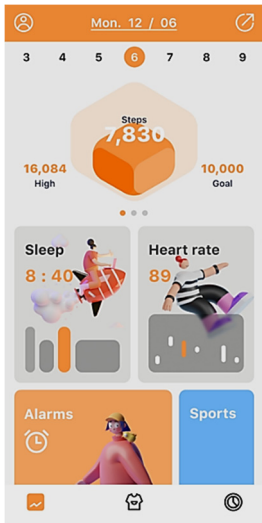 Mon. 12 / 06
3 4 5 6 7 8 9
Steps
7,830
16,084
High
10,000
Goal
Sleep
8 : 40
Heart rate
89
Alarms
Sports